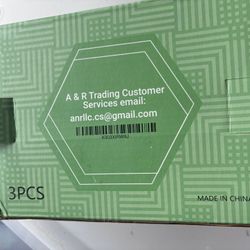 A & R Trading Customer
Services email:
anrllc.cs@gmail.com
3PCS
MADE IN CHINA